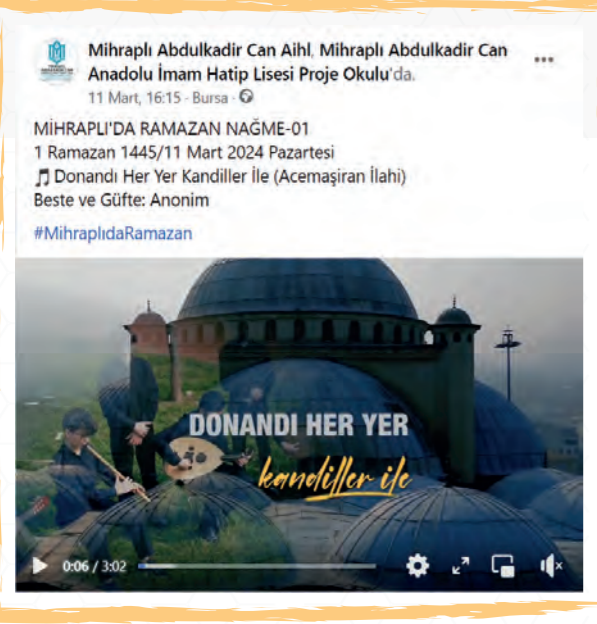 Mihraplı Abdulkadir Can Aihl, Mihraplı Abdulkadir Can
Anadolu İmam Hatip Lisesi Proje Okulu'da.
11 Mart, 16:15 · Bursa ·
MİHRAPLI'DA RAMAZAN NAĞME-01
1 Ramazan 1445/11 Mart 2024 Pazartesi
🎵 Donandı Her Yer Kandiller İle (Acemaşiran İlahi)
Beste ve Güfte: Anonim
#MihraplıdaRamazan
DONANDI HER YER
kandiller ile
0:06 / 3:02